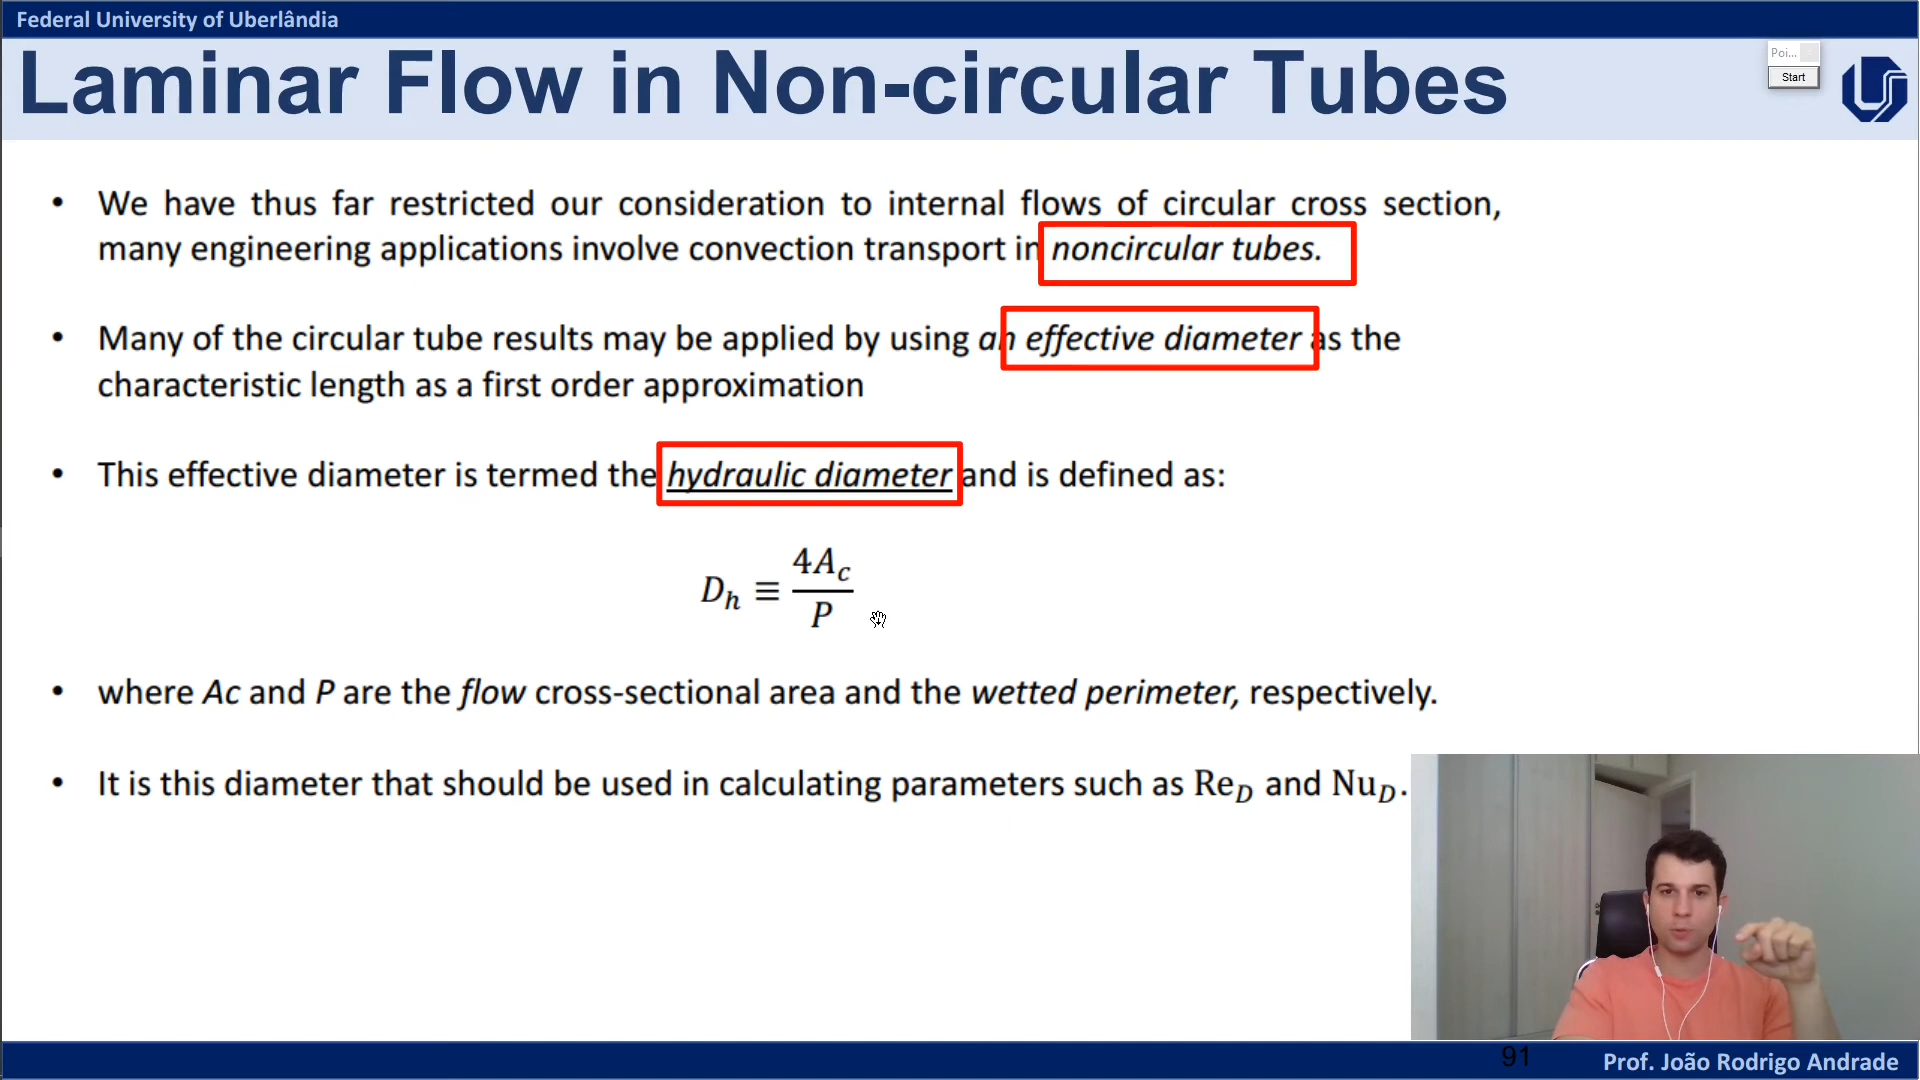 Federal University of Uberlândia
Laminar Flow in Non-circular Tubes
Poi...
Start
• We have thus far restricted our consideration to internal flows of circular cross section,
many engineering applications involve convection transport in noncircular tubes.
• Many of the circular tube results may be applied by using an effective diameter as the
characteristic length as a first order approximation
• This effective diameter is termed the hydraulic diameter and is defined as:
D_h ≡ 4A_c / P
• where Ac and P are the flow cross-sectional area and the wetted perimeter, respectively.
• It is this diameter that should be used in calculating parameters such as Re_D and Nu_D.
91
Prof. João Rodrigo Andrade